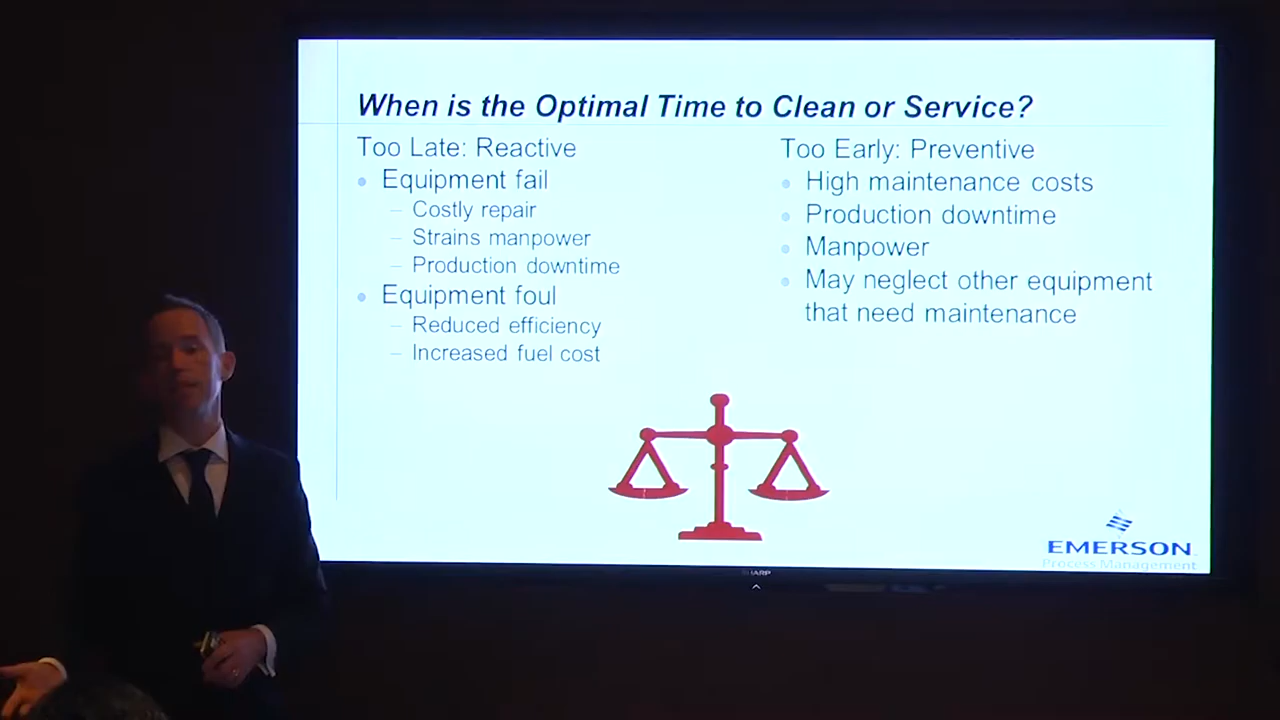 When is the Optimal Time to Clean or Service?
Too Late: Reactive
Equipment fail
Costly repair
Strains manpower
Production downtime
Equipment foul
Reduced efficiency
Increased fuel cost
Too Early: Preventive
High maintenance costs
Production downtime
Manpower
May neglect other equipment
that need maintenance
EMERSON
Process Management
SHARP